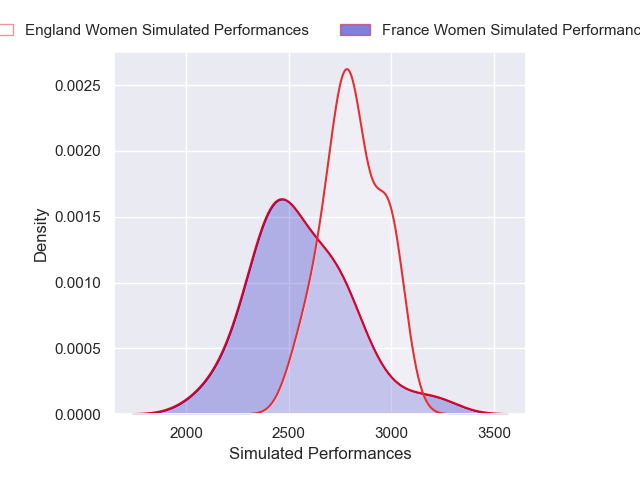 England Women Simulated Performances France Women Simulated Performanc
0.0025
0.0020
0.0015
0.0010
0.0005
0.0000
Density
2000 2500 3000 3500
Simulated Performances